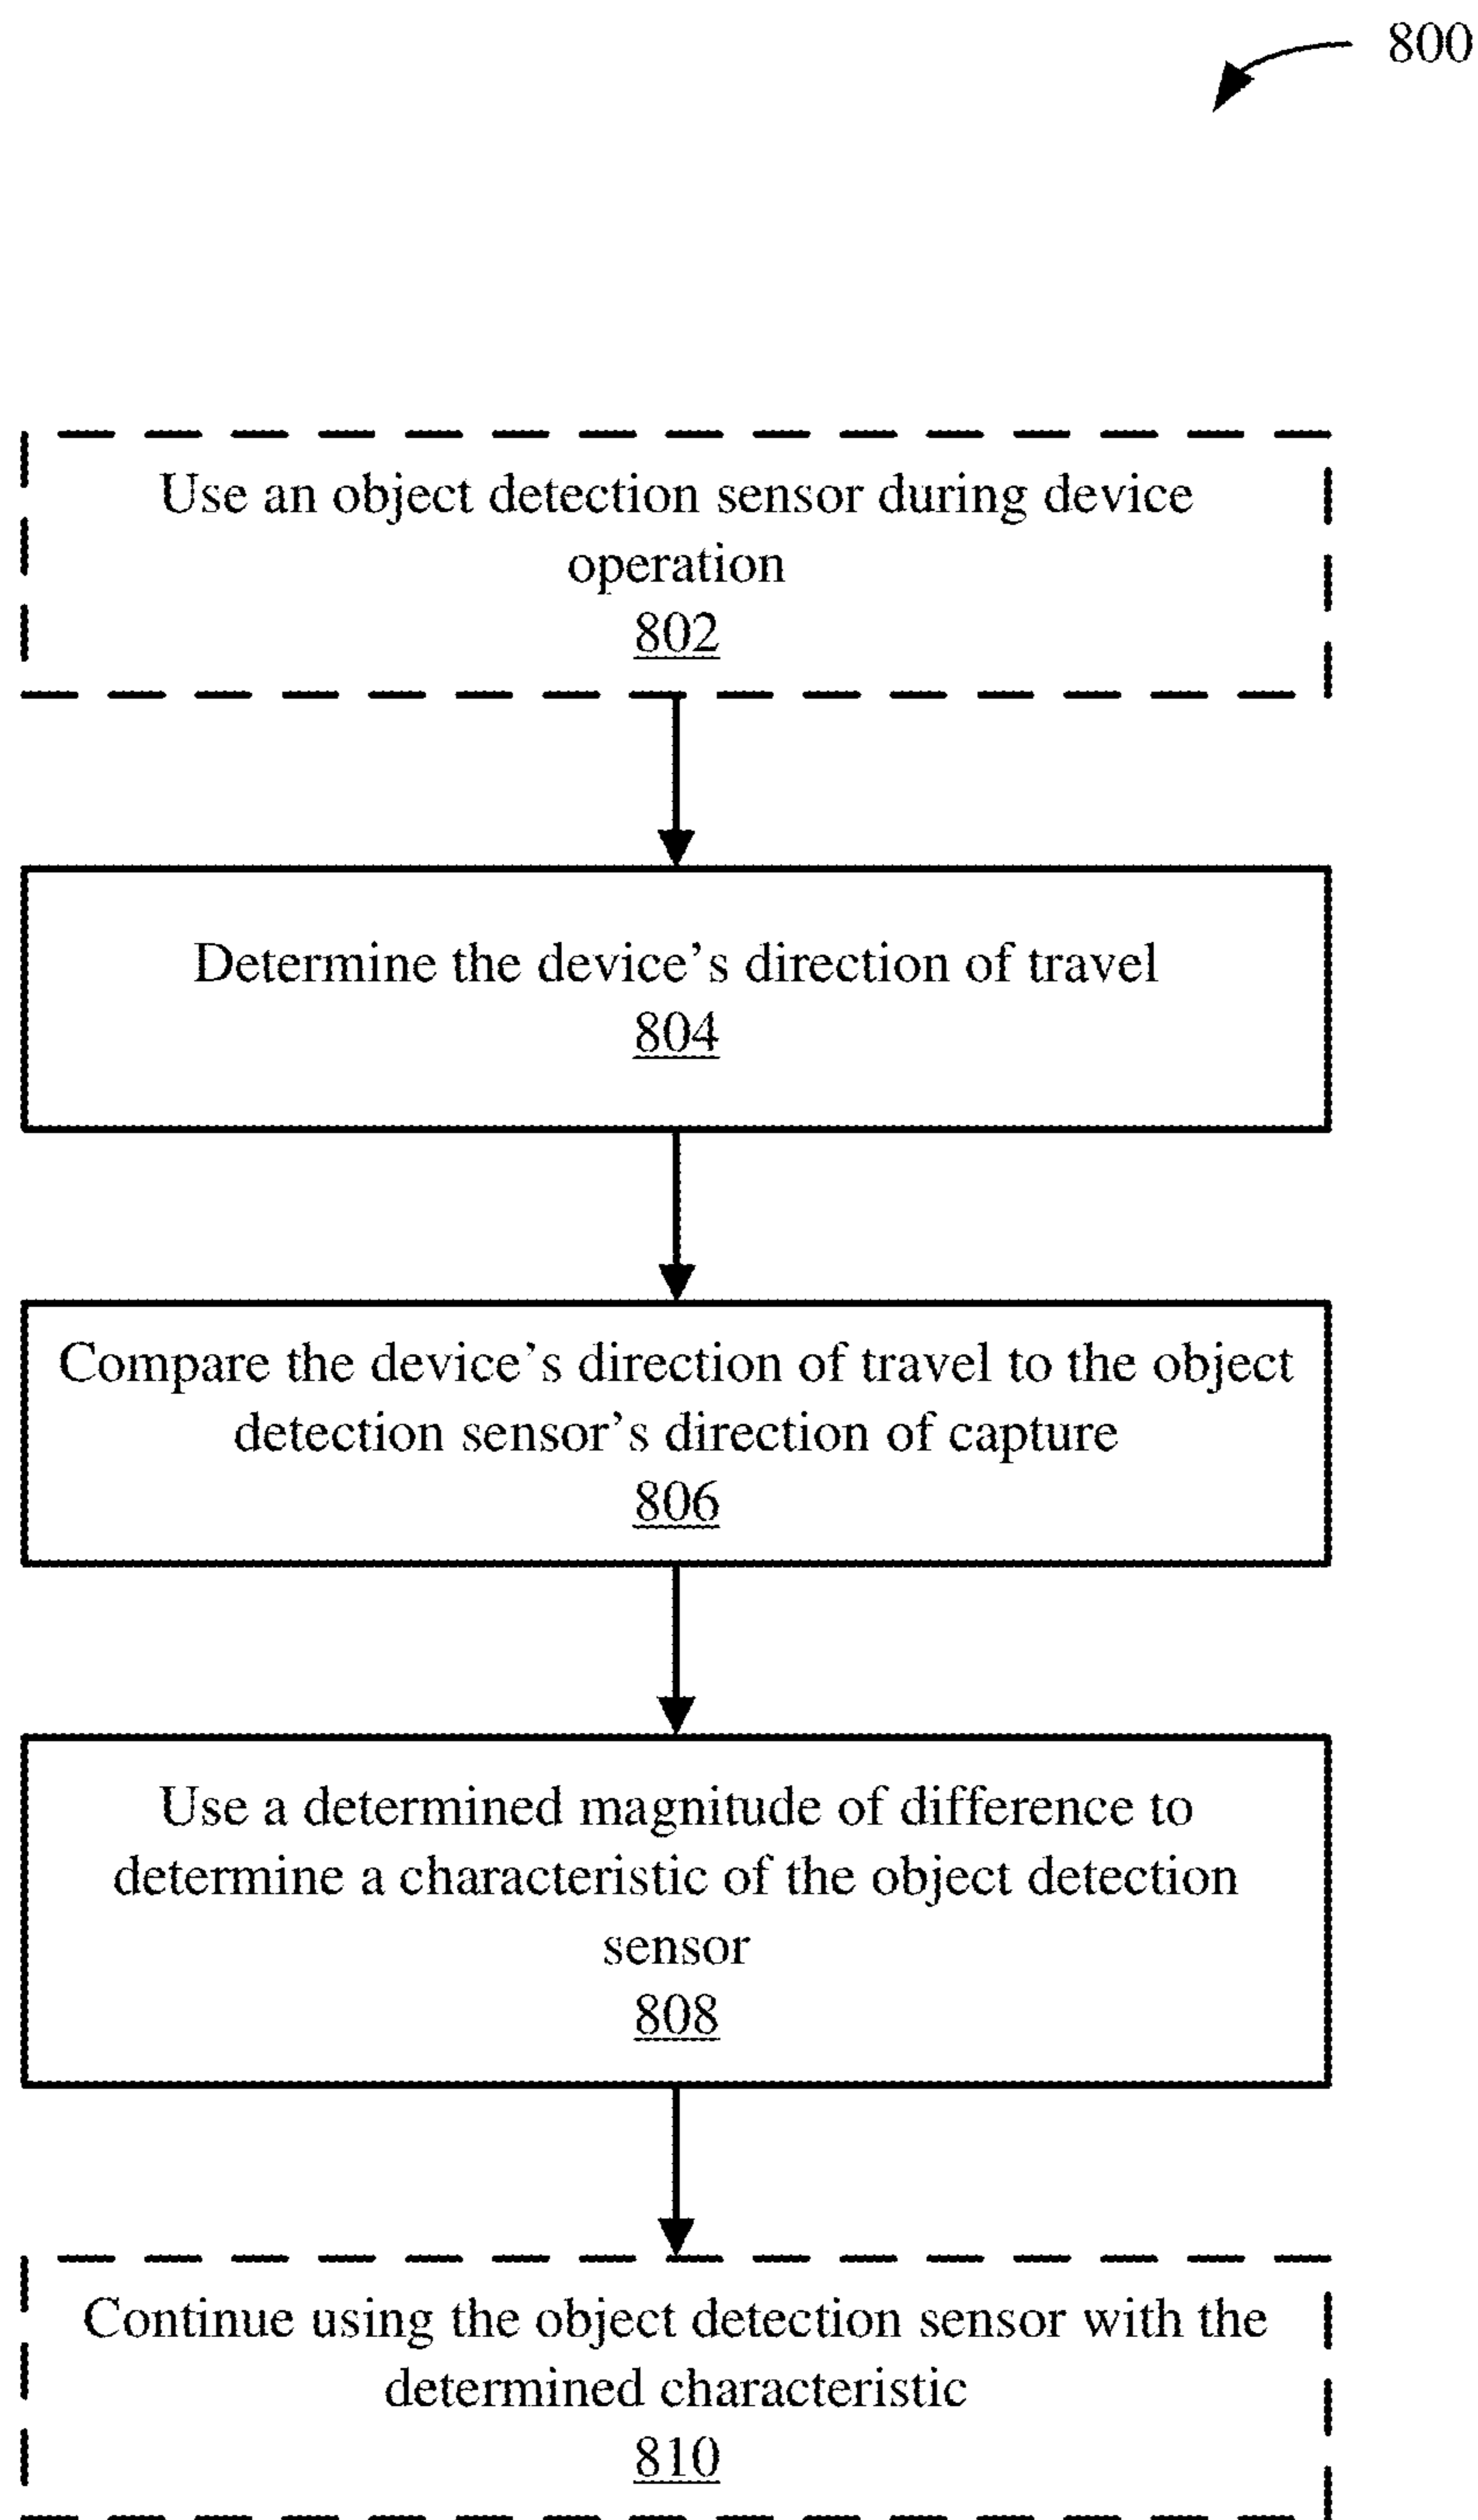 800
Use an object detection sensor during device
operation
802
Determine the device’s direction of travel
804
Compare the device’s direction of travel to the object
detection sensor’s direction of capture
806
Use a determined magnitude of difference to
determine a characteristic of the object detection
sensor
808
Continue using the object detection sensor with the
determined characteristic
810